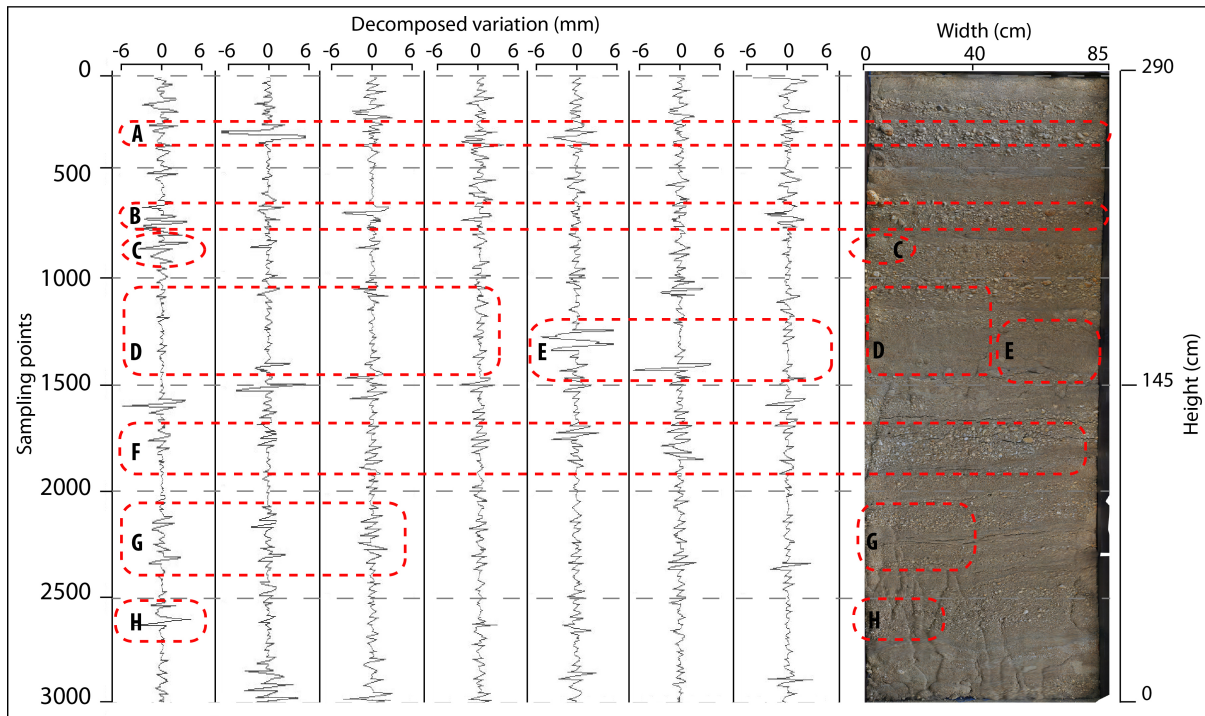 Decomposed variation (mm)
Width (cm)
-6 0 6 -6 0 6 -6 0 6 -6 0 6 -6 0 6 -6 0 6 -6 0 6 0 40 85
0 290
A
500
B
C C
1000
D E D E
1500 145
F
2000
G G
2500
H H
3000 0
Sampling points
Height (cm)